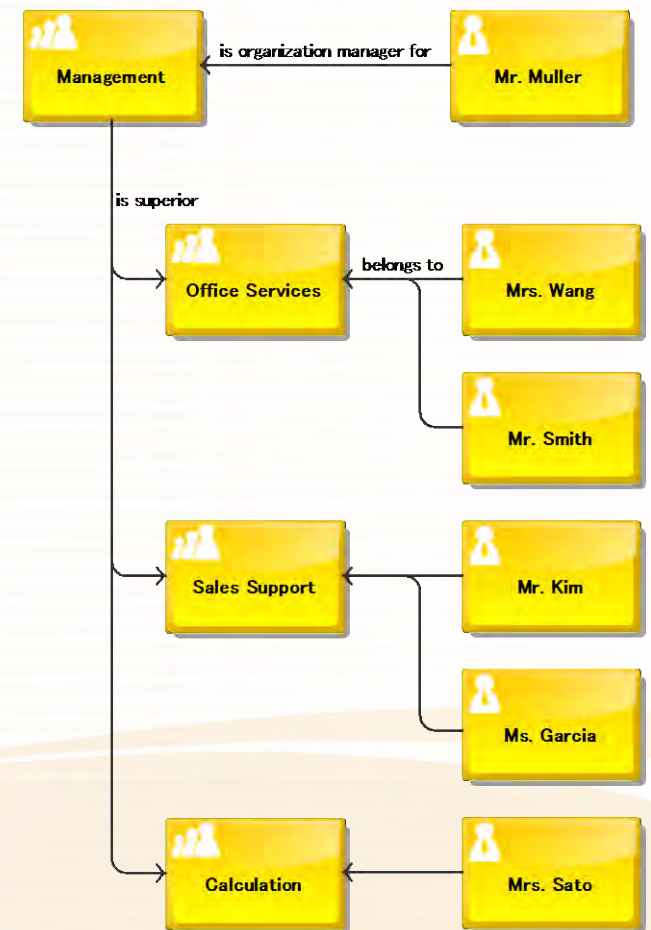 is organization manager for
Management
Mr. Muller
is superior
belongs to
Office Services
Mrs. Wang
Mr. Smith
Sales Support
Mr. Kim
Ms. Garcia
Calculation
Mrs. Sato